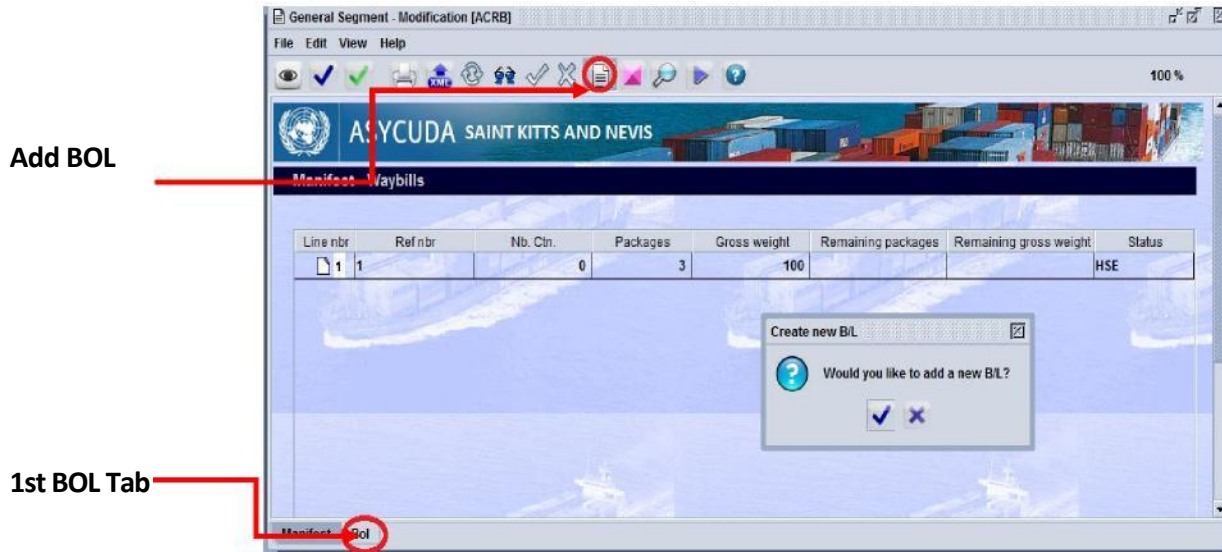 General Segment - Modification [ACRB]
File Edit View Help
XML
100 %
ASYCUDA SAINT KITTS AND NEVIS
Add BOL
Manifest - Waybills
Line nbr Ref nbr Nb. Ctn. Packages Gross weight Remaining packages Remaining gross weight Status
1 1 0 3 100 HSE
Create new B/L
Would you like to add a new B/L?
1st BOL Tab
Manifest Bol